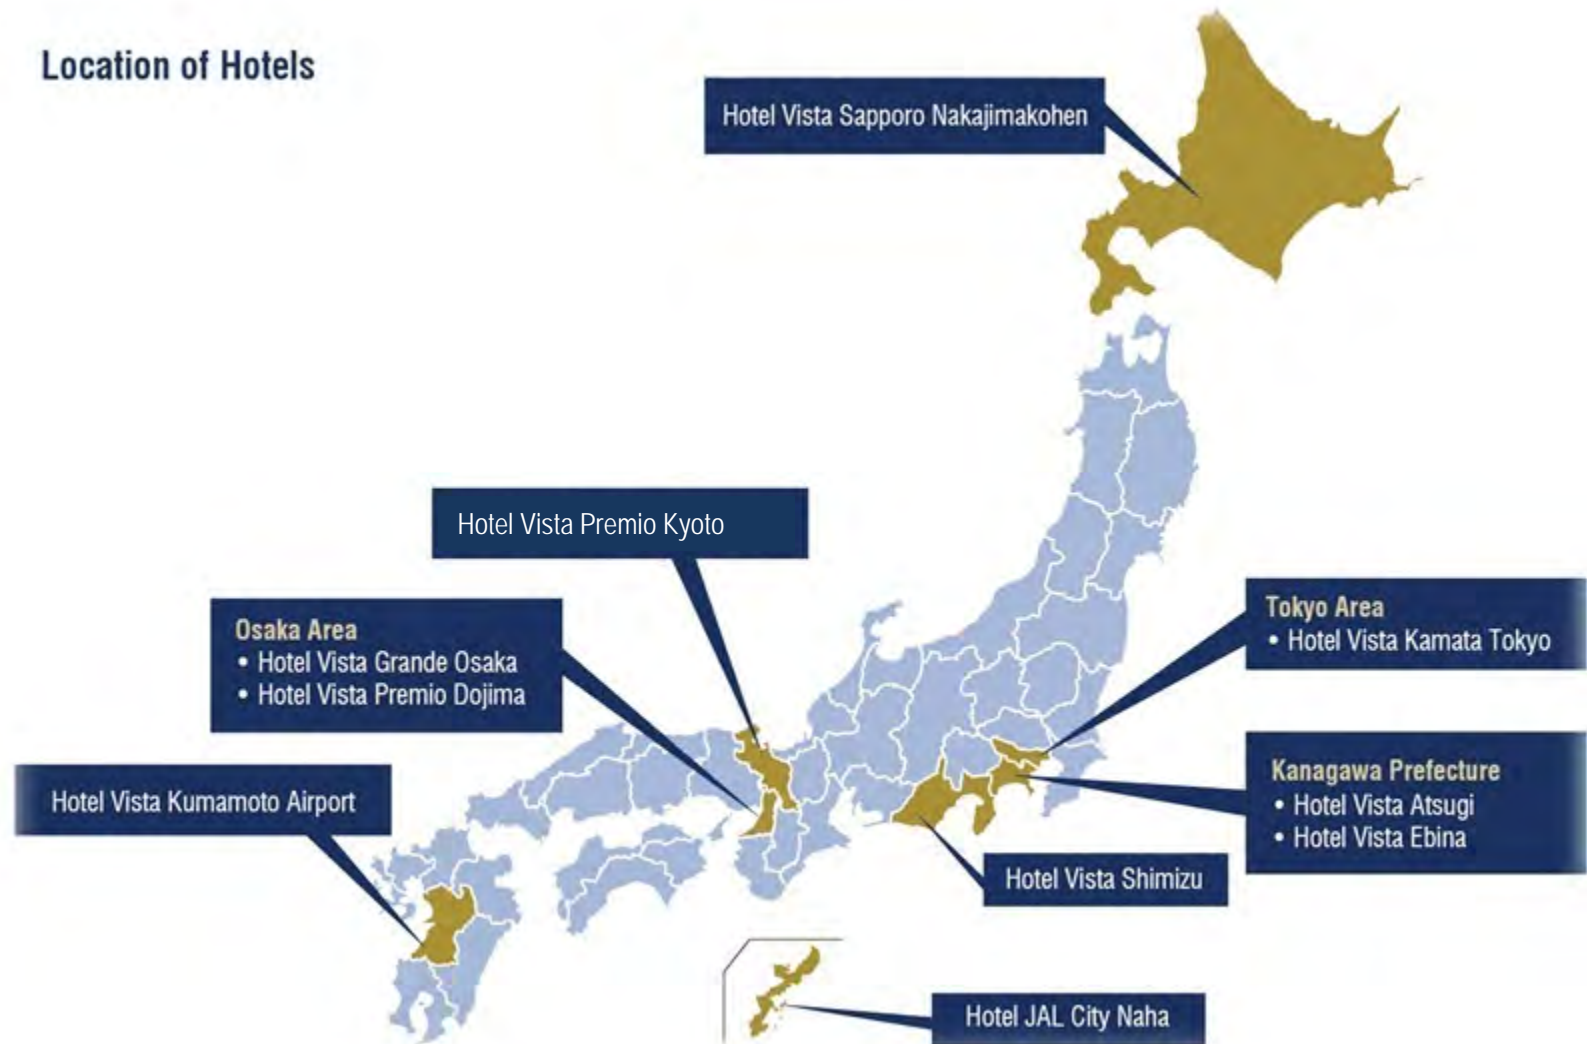 Location of Hotels
Hotel Vista Sapporo Nakajimakohen
Hotel Vista Premio Kyoto
Osaka Area
• Hotel Vista Grande Osaka
• Hotel Vista Premio Dojima
Tokyo Area
• Hotel Vista Kamata Tokyo
Kanagawa Prefecture
• Hotel Vista Atsugi
• Hotel Vista Ebina
Hotel Vista Kumamoto Airport
Hotel Vista Shimizu
Hotel JAL City Naha